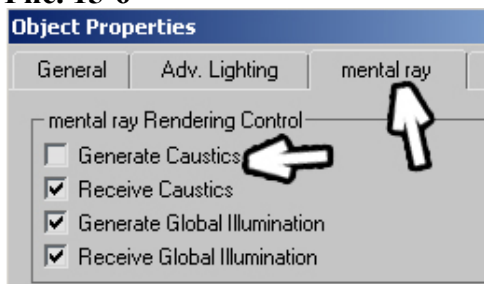 Object Properties
General Adv. Lighting mental ray
mental ray Rendering Control
Generate Caustics
Receive Caustics
Generate Global Illumination
Receive Global Illumination